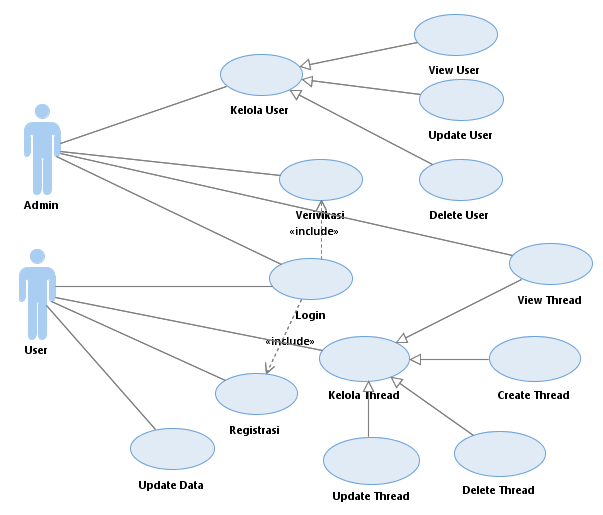 View User
Kelola User
Update User
Admin
Verivikasi
Delete User
«include»
View Thread
Login
User
«include»
Kelola Thread
Create Thread
Registrasi
Update Data
Delete Thread
Update Thread